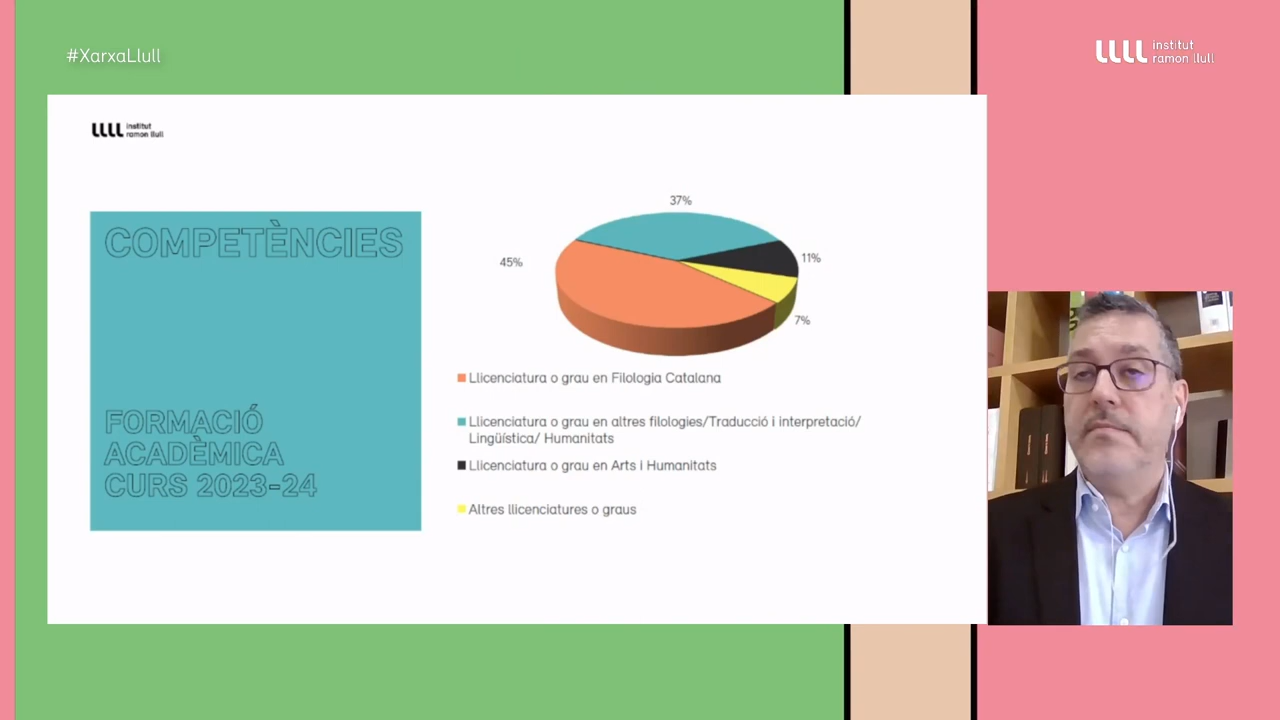 #XarxaLlull
institut
ramon llull
institut
ramon llull
COMPETÈNCIES
FORMACIÓ
ACADÈMICA
CURS 2023-24
37%
45%
11%
7%
Llicenciatura o grau en Filologia Catalana
Llicenciatura o grau en altres filologies/Traducció i interpretació/
Lingüística/ Humanitats
Llicenciatura o grau en Arts i Humanitats
Altres llicenciatures o graus